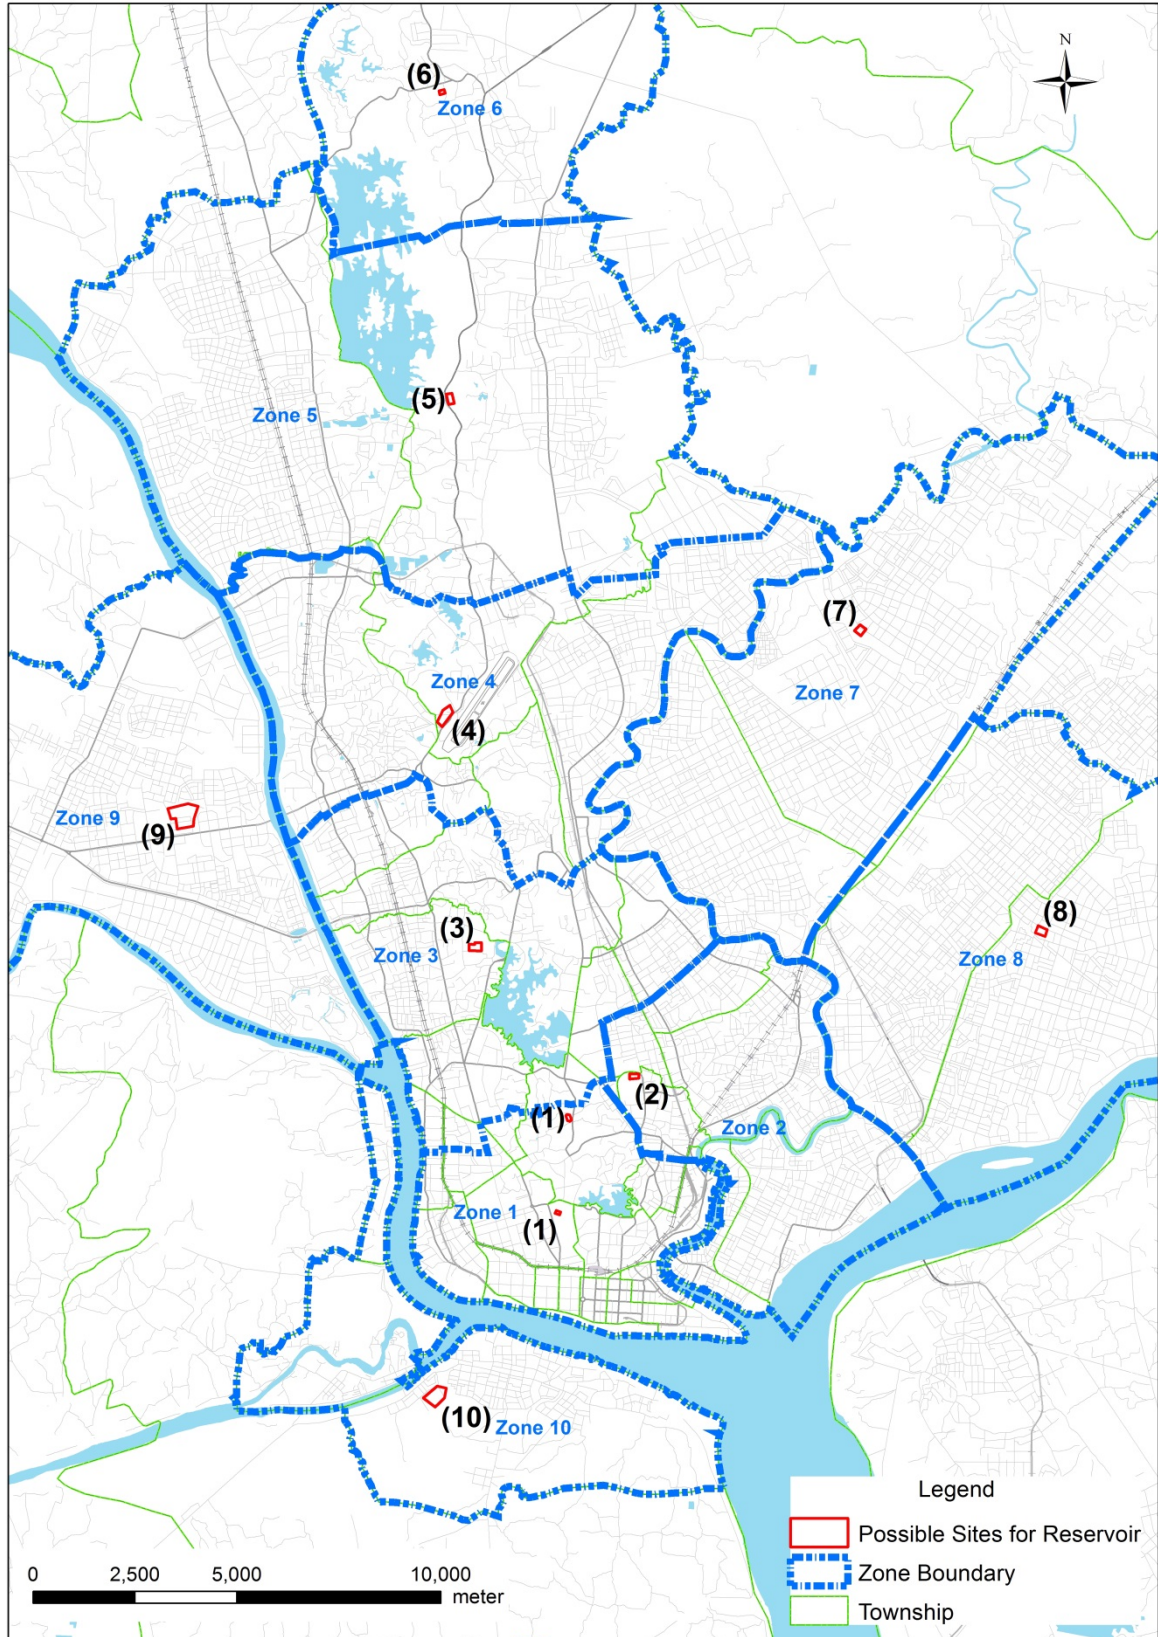 N
(6)
Zone 6
(5)
Zone 5
(7)
Zone 4
Zone 7
(4)
Zone 9
(9)
(8)
(3)
Zone 3
Zone 8
(2)
(1)
Zone 2
Zone 1
(1)
(10)
Zone 10
Legend
Possible Sites for Reservoir
Zone Boundary
Township
0 2,500 5,000 10,000
meter